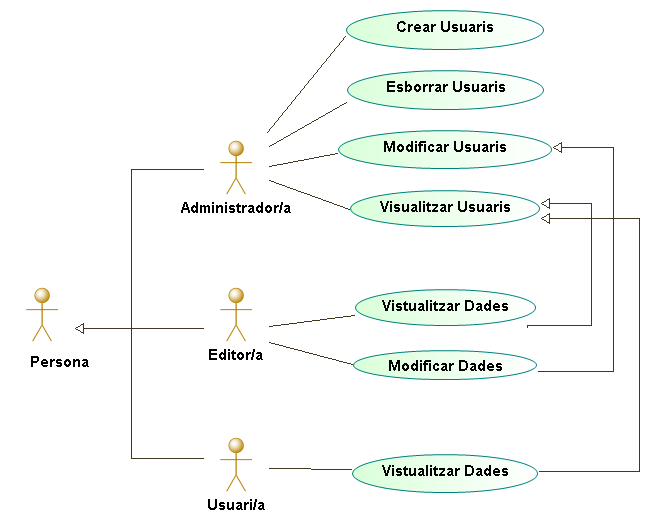 Crear Usuaris
Esborrar Usuaris
Modificar Usuaris
Visualitzar Usuaris
Administrador/a
Vistualitzar Dades
Editor/a
Persona
Modificar Dades
Vistualitzar Dades
Usuari/a